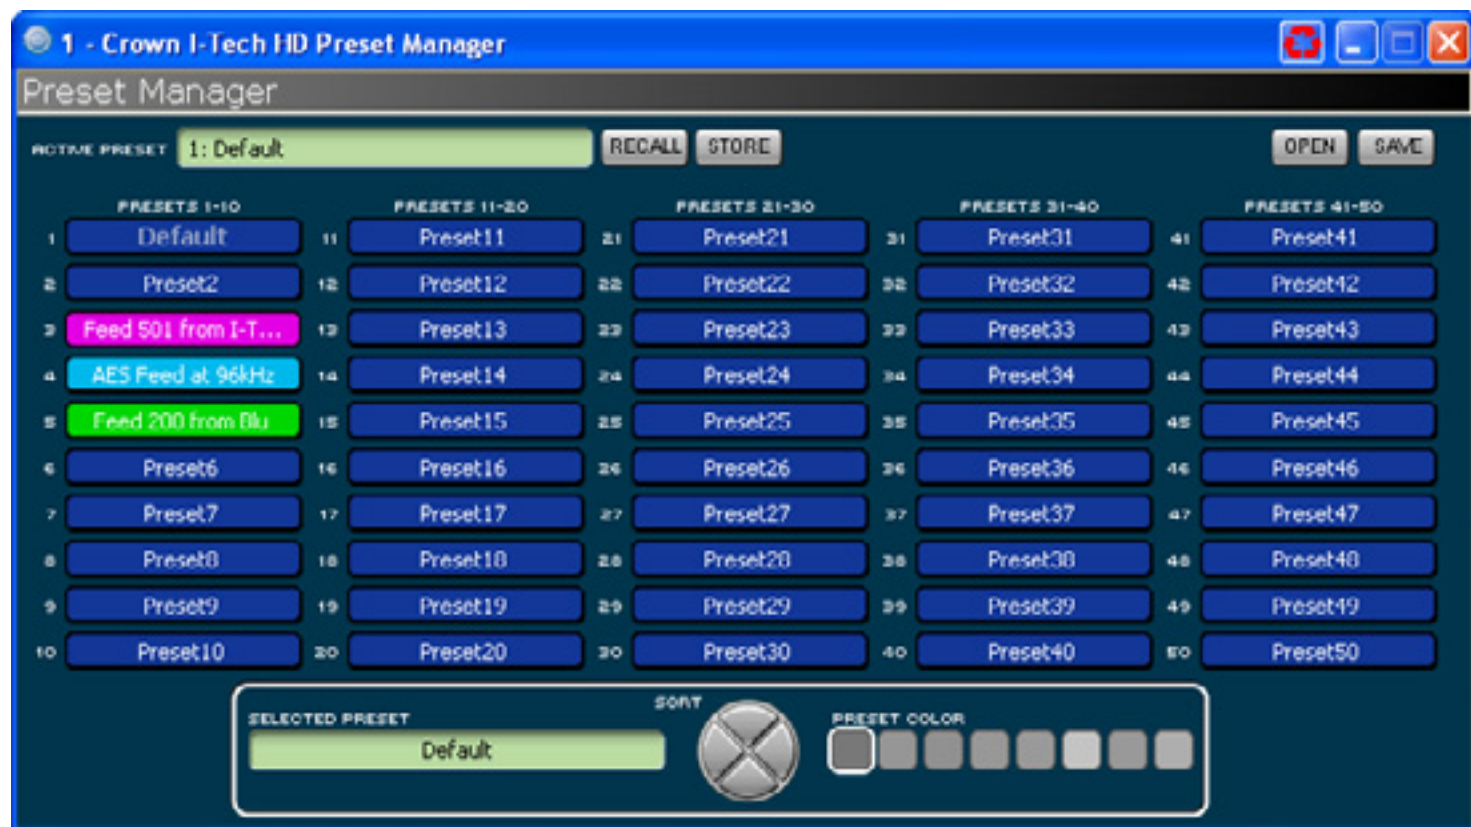 1 - Crown I-Tech HD Preset Manager
Preset Manager
ACTIVE PRESET 1: Default RECALL STORE OPEN SAVE
PRESETS 1-10 PRESETS 11-20 PRESETS 21-30 PRESETS 31-40 PRESETS 41-50
1 Default 11 Preset11 21 Preset21 31 Preset31 41 Preset41
2 Preset2 12 Preset12 22 Preset22 32 Preset32 42 Preset42
3 Feed 501 from I-T... 13 Preset13 23 Preset23 33 Preset33 43 Preset43
4 AES Feed at 96kHz 14 Preset14 24 Preset24 34 Preset34 44 Preset44
5 Feed 200 from Blu 15 Preset15 25 Preset25 35 Preset35 45 Preset45
6 Preset6 16 Preset16 26 Preset26 36 Preset36 46 Preset46
7 Preset7 17 Preset17 27 Preset27 37 Preset37 47 Preset47
8 Preset8 18 Preset18 28 Preset28 38 Preset38 48 Preset48
9 Preset9 19 Preset19 29 Preset29 39 Preset39 49 Preset49
10 Preset10 20 Preset20 30 Preset30 40 Preset40 50 Preset50
SELECTED PRESET SORT PRESET COLOR
Default